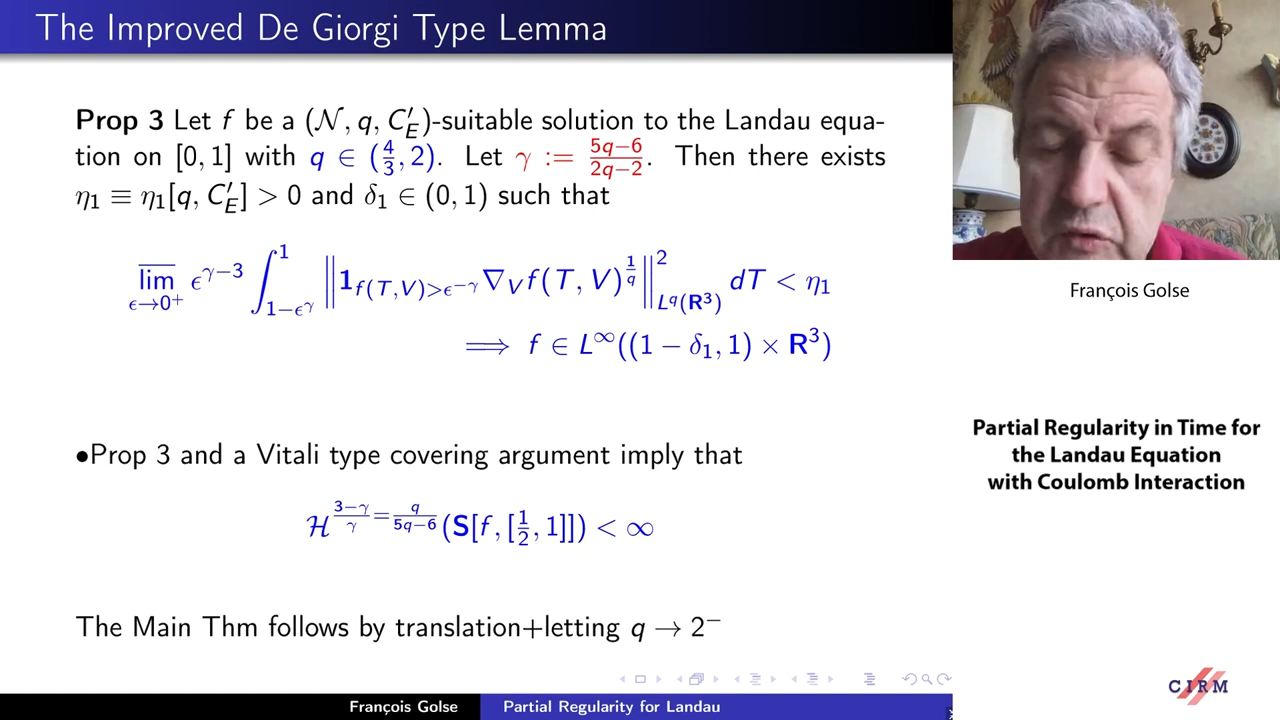 The Improved De Giorgi Type Lemma
Prop 3 Let f be a (𝒩, q, C′_E)-suitable solution to the Landau equa-
tion on [0, 1] with q ∈ (4/3, 2). Let γ := (5q−6)/(2q−2). Then there exists
η₁ ≡ η₁[q, C′_E] > 0 and δ₁ ∈ (0, 1) such that
\overline{lim}_{ϵ→0⁺} ϵ^{γ−3} ∫_{1−ϵ^γ}^{1} ‖1_{f(T,V)>ϵ^{−γ}} ∇_V f(T, V)^{1/q}‖²_{L^q(R³)} dT < η₁
⟹ f ∈ L^∞((1 − δ₁, 1) × R³)
•Prop 3 and a Vitali type covering argument imply that
ℋ^{(3−γ)/γ = q/(5q−6)}(S[f, [1/2, 1]]) < ∞
The Main Thm follows by translation+letting q → 2⁻
François Golse
Partial Regularity for Landau
François Golse
Partial Regularity in Time for
the Landau Equation
with Coulomb Interaction
CIRM